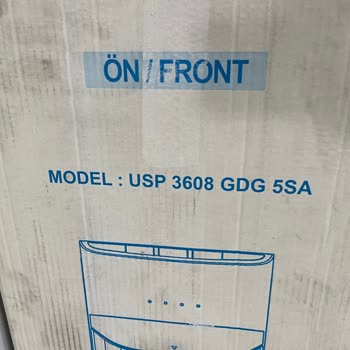 ÖN / FRONT
MODEL : USP 3608 GDG 5SA